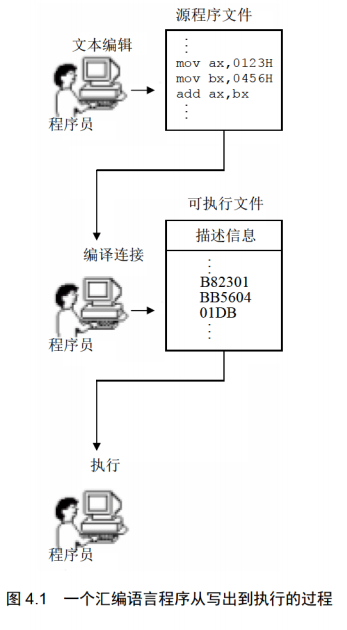 源程序文件
文本编辑
⋮
mov ax,0123H
mov bx,0456H
add ax,bx
⋮
程序员
可执行文件
编译连接
描述信息
⋮
B82301
BB5604
01DB
⋮
程序员
执行
程序员
图 4.1 一个汇编语言程序从写出到执行的过程